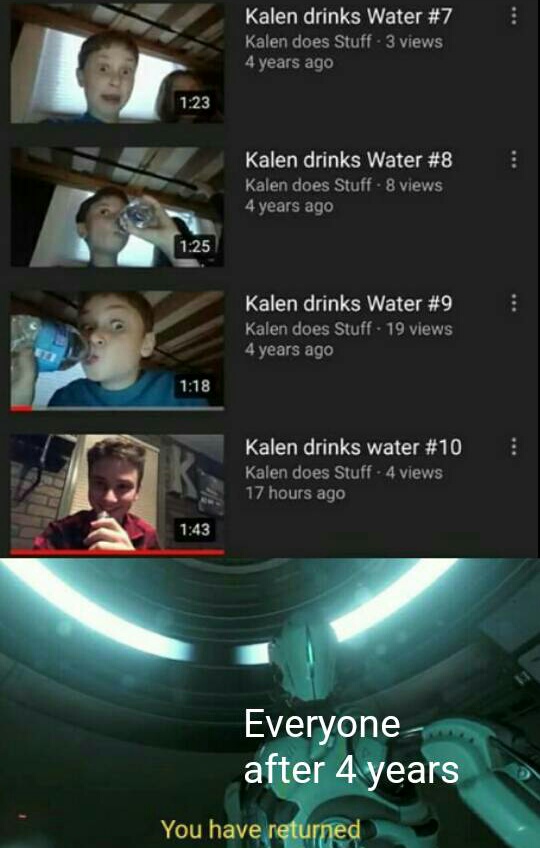 Kalen drinks Water #7
Kalen does Stuff · 3 views
4 years ago
1:23
Kalen drinks Water #8
Kalen does Stuff · 8 views
4 years ago
1:25
Kalen drinks Water #9
Kalen does Stuff · 19 views
4 years ago
1:18
Kalen drinks water #10
Kalen does Stuff · 4 views
17 hours ago
K
1:43
Everyone
after 4 years
You have returned